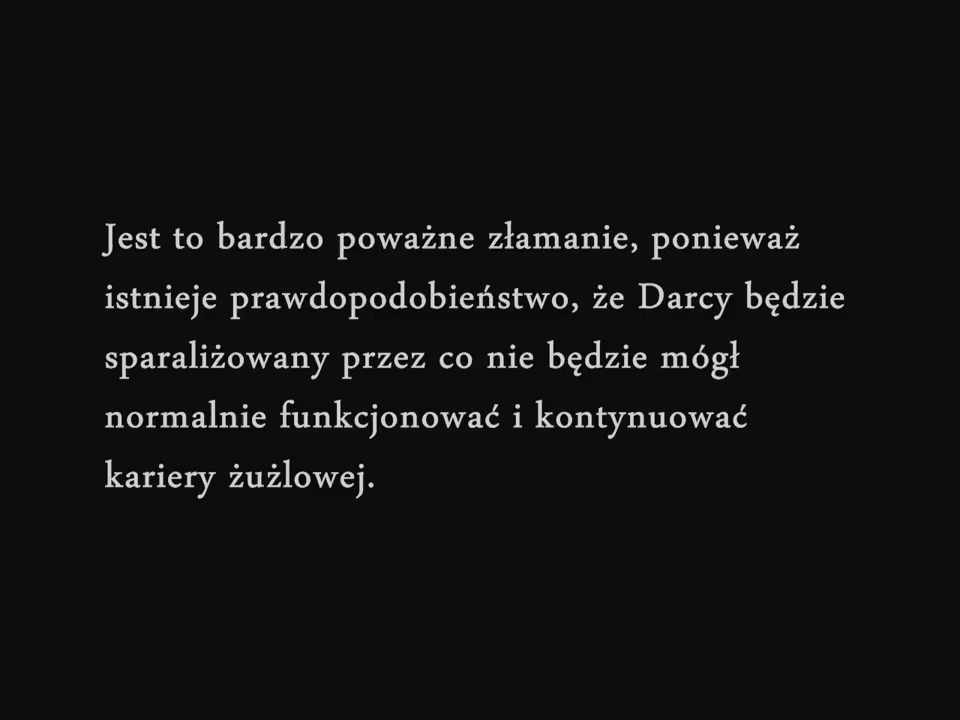 Jest to bardzo poważne złamanie, ponieważ
istnieje prawdopodobieństwo, że Darcy będzie
sparaliżowany przez co nie będzie mógł
normalnie funkcjonować i kontynuować
kariery żużlowej.